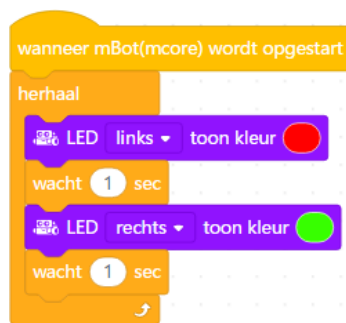 wanneer mBot(mcore) wordt opgestart
herhaal
LED links toon kleur
wacht 1 sec
LED rechts toon kleur
wacht 1 sec